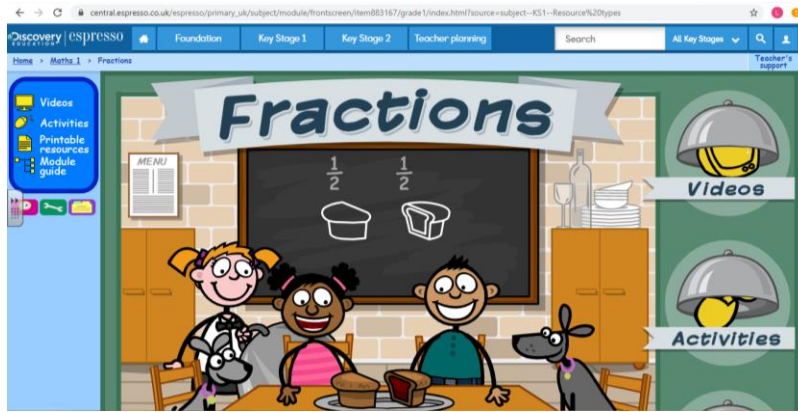 central.espresso.co.uk/espresso/primary_uk/subject/module/frontscreen/item883167/grade1/index.html?source=subject--KS1--Resource%20types
Discovery EDUCATION espresso Foundation Key Stage 1 Key Stage 2 Teacher planning Search All Key Stages
Home > Maths 1 > Fractions
Teacher's
support
Videos
Activities
Printable
resources
Module
guide
Fractions
MENU
1 1
2 2
Videos
Activities